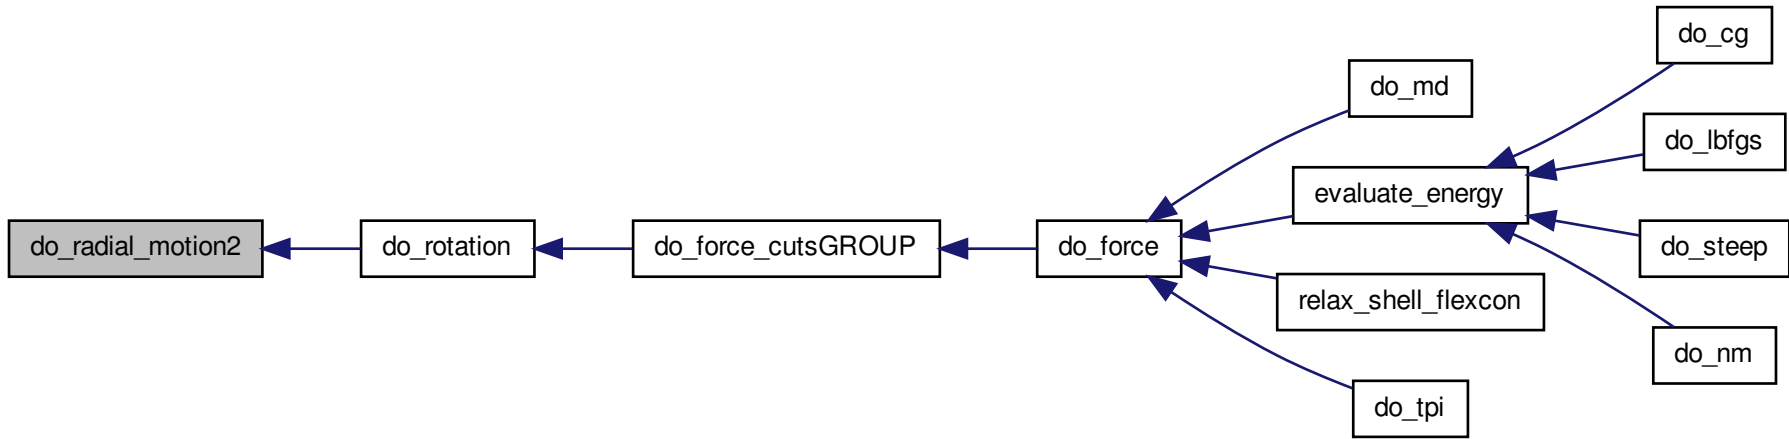 do_radial_motion2
do_rotation
do_force_cutsGROUP
do_force
do_md
evaluate_energy
relax_shell_flexcon
do_tpi
do_cg
do_lbfgs
do_steep
do_nm